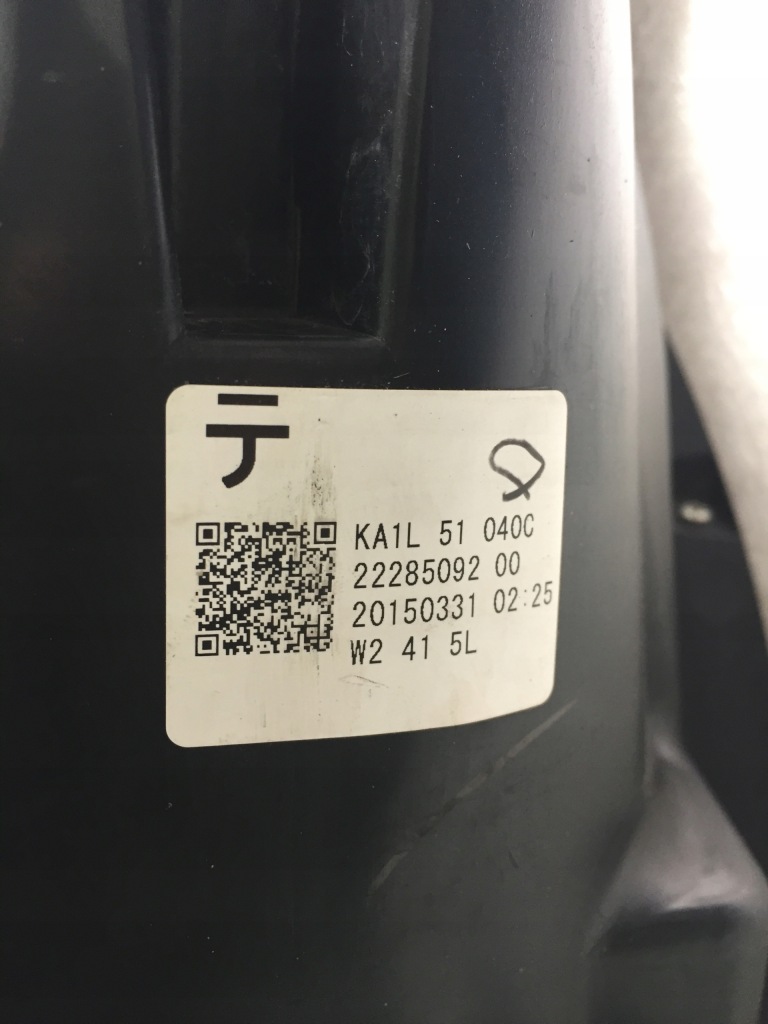 テ
KA1L 51 040C
22285092 00
20150331 02:25
W2 41 5L